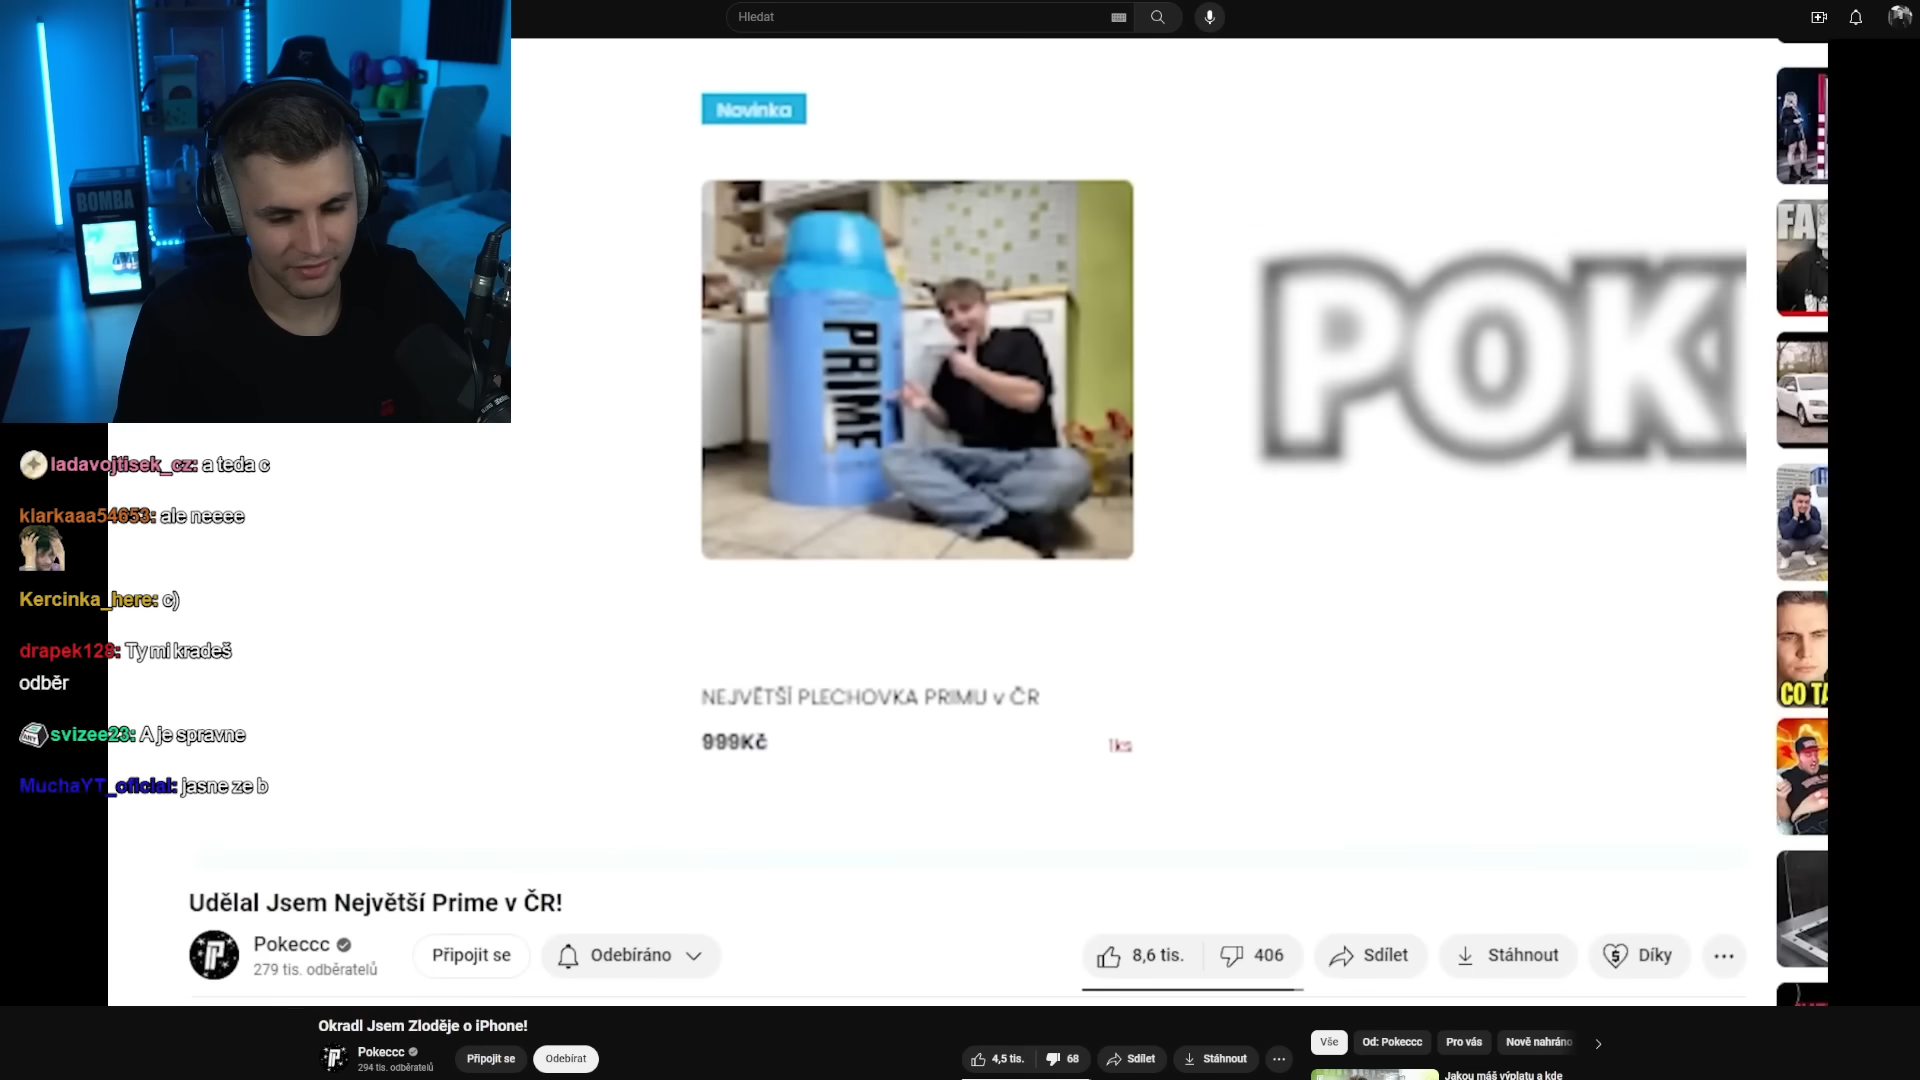 Hledat
BOMBA
Novinka
PRIME
POK
FA
CO TA
ladavojtisek_cz: a teda c
klarkaaa54653: ale neeee
Kercinka_here: c)
drapek128: Ty mi kradeš
odběr
svizee23: A je spravne
MuchaYT_oficial: jasne ze b
NEJVĚTŠÍ PLECHOVKA PRIMU v ČR
999Kč
1ks
Udělal Jsem Největší Prime v ČR!
Pokeccc
279 tis. odběratelů
Připojit se
Odebíráno
8,6 tis.
406
Sdílet
Stáhnout
Díky
Okradl Jsem Zloděje o iPhone!
Pokeccc
294 tis. odběratelů
Připojit se
Odebírat
4,5 tis.
68
Sdílet
Stáhnout
Vše
Od: Pokeccc
Pro vás
Nově nahráno
Jakou máš výplatu a kde